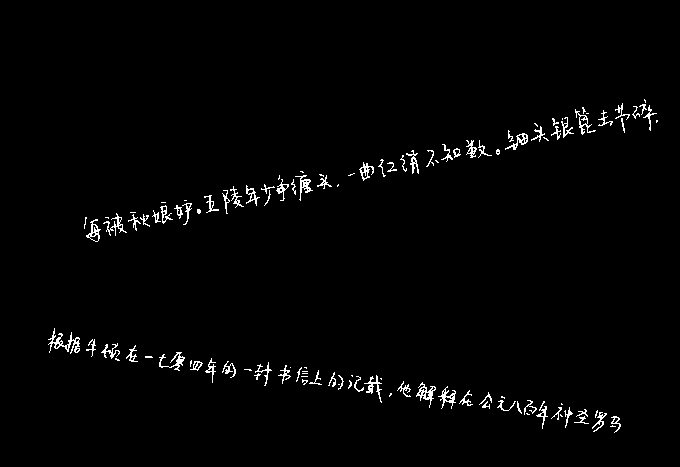 每被秋娘妒。五陵年少争缠头，一曲红绡不知数。钿头银篦击节碎，
根据牛顿在一七零四年的一封书信上的记载，他解释在公元八百年神圣罗马